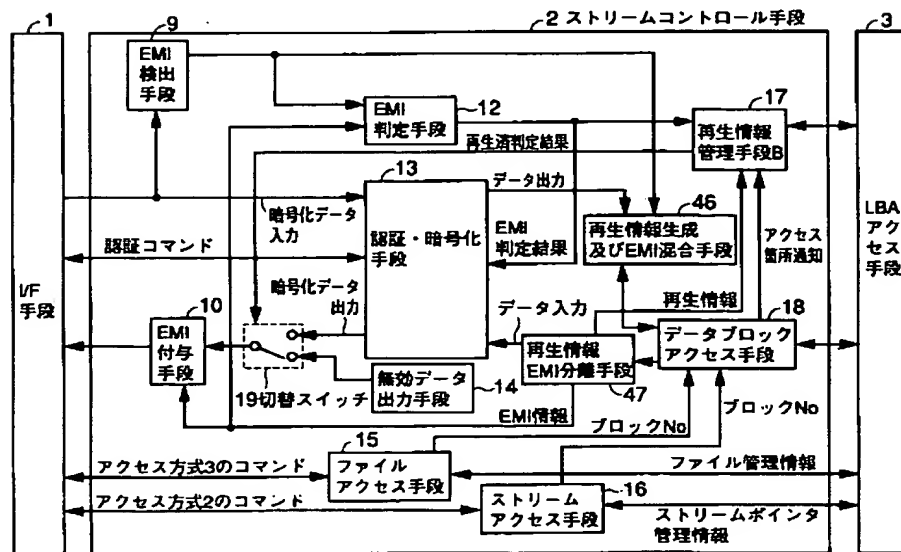 1
2 ストリームコントロール手段
3
9
EMI
検出
手段
12
EMI
判定手段
17
再生情報
管理手段B
再生済判定結果
13
データ出力
暗号化データ
入力
認証・暗号化
手段
EMI
判定結果
46
再生情報生成
及びEMI混合手段
アクセス
箇所通知
LBA
アク
セス
手段
認証コマンド
I/F
手段
暗号化データ
出力
データ入力
再生情報
18
データブロック
アクセス手段
10
EMI
付与
手段
再生情報
EMI分離手段
47
19切替スイッチ
無効データ
出力手段
14
EMI情報
ブロックNo
ブロックNo
15
アクセス方式3のコマンド
ファイル
アクセス手段
ファイル管理情報
アクセス方式2のコマンド
16
ストリーム
アクセス手段
ストリームポインタ
管理情報